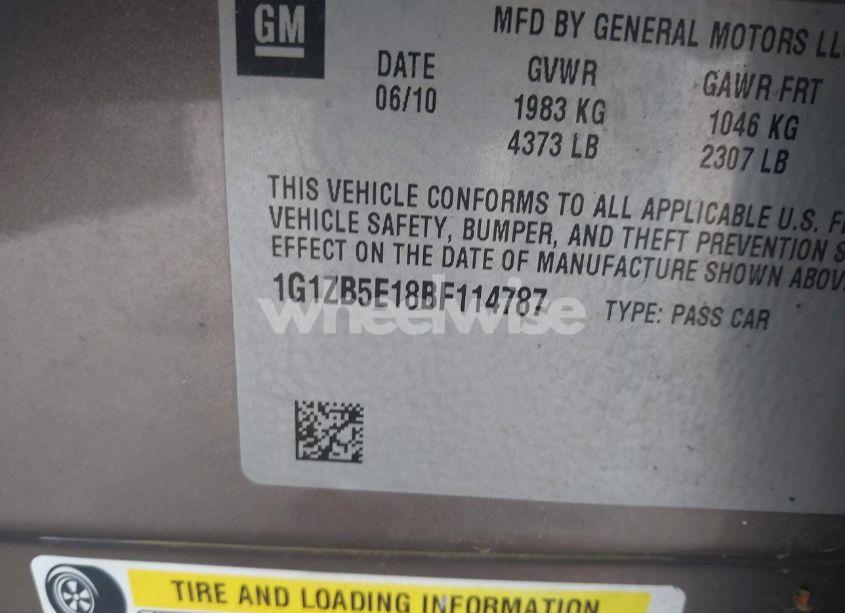 GM
MFD BY GENERAL MOTORS LL
DATE GVWR GAWR FRT
06/10 1983 KG 1046 KG
4373 LB 2307 LB
THIS VEHICLE CONFORMS TO ALL APPLICABLE U.S. F
VEHICLE SAFETY, BUMPER, AND THEFT PREVENTION S
EFFECT ON THE DATE OF MANUFACTURE SHOWN ABOV
1G1ZB5E18BF114787 TYPE: PASS CAR
wheelwise
TIRE AND LOADING INFORMATION